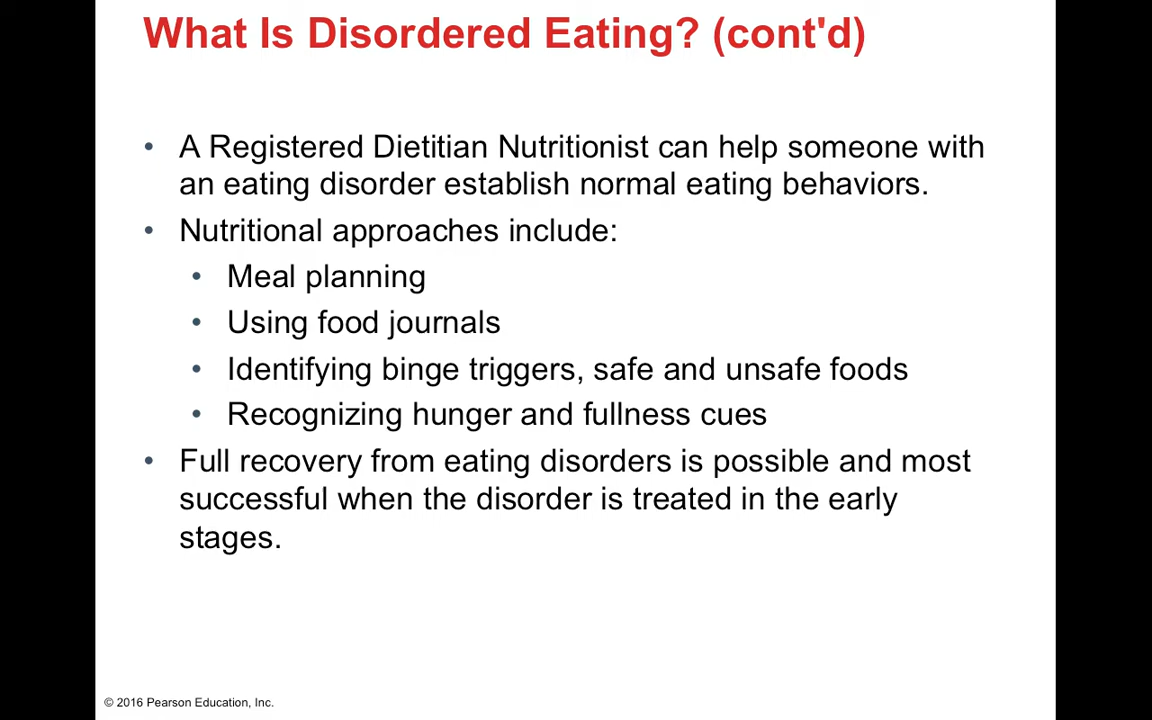 What Is Disordered Eating? (cont'd)
• A Registered Dietitian Nutritionist can help someone with
an eating disorder establish normal eating behaviors.
• Nutritional approaches include:
• Meal planning
• Using food journals
• Identifying binge triggers, safe and unsafe foods
• Recognizing hunger and fullness cues
• Full recovery from eating disorders is possible and most
successful when the disorder is treated in the early
stages.
© 2016 Pearson Education, Inc.